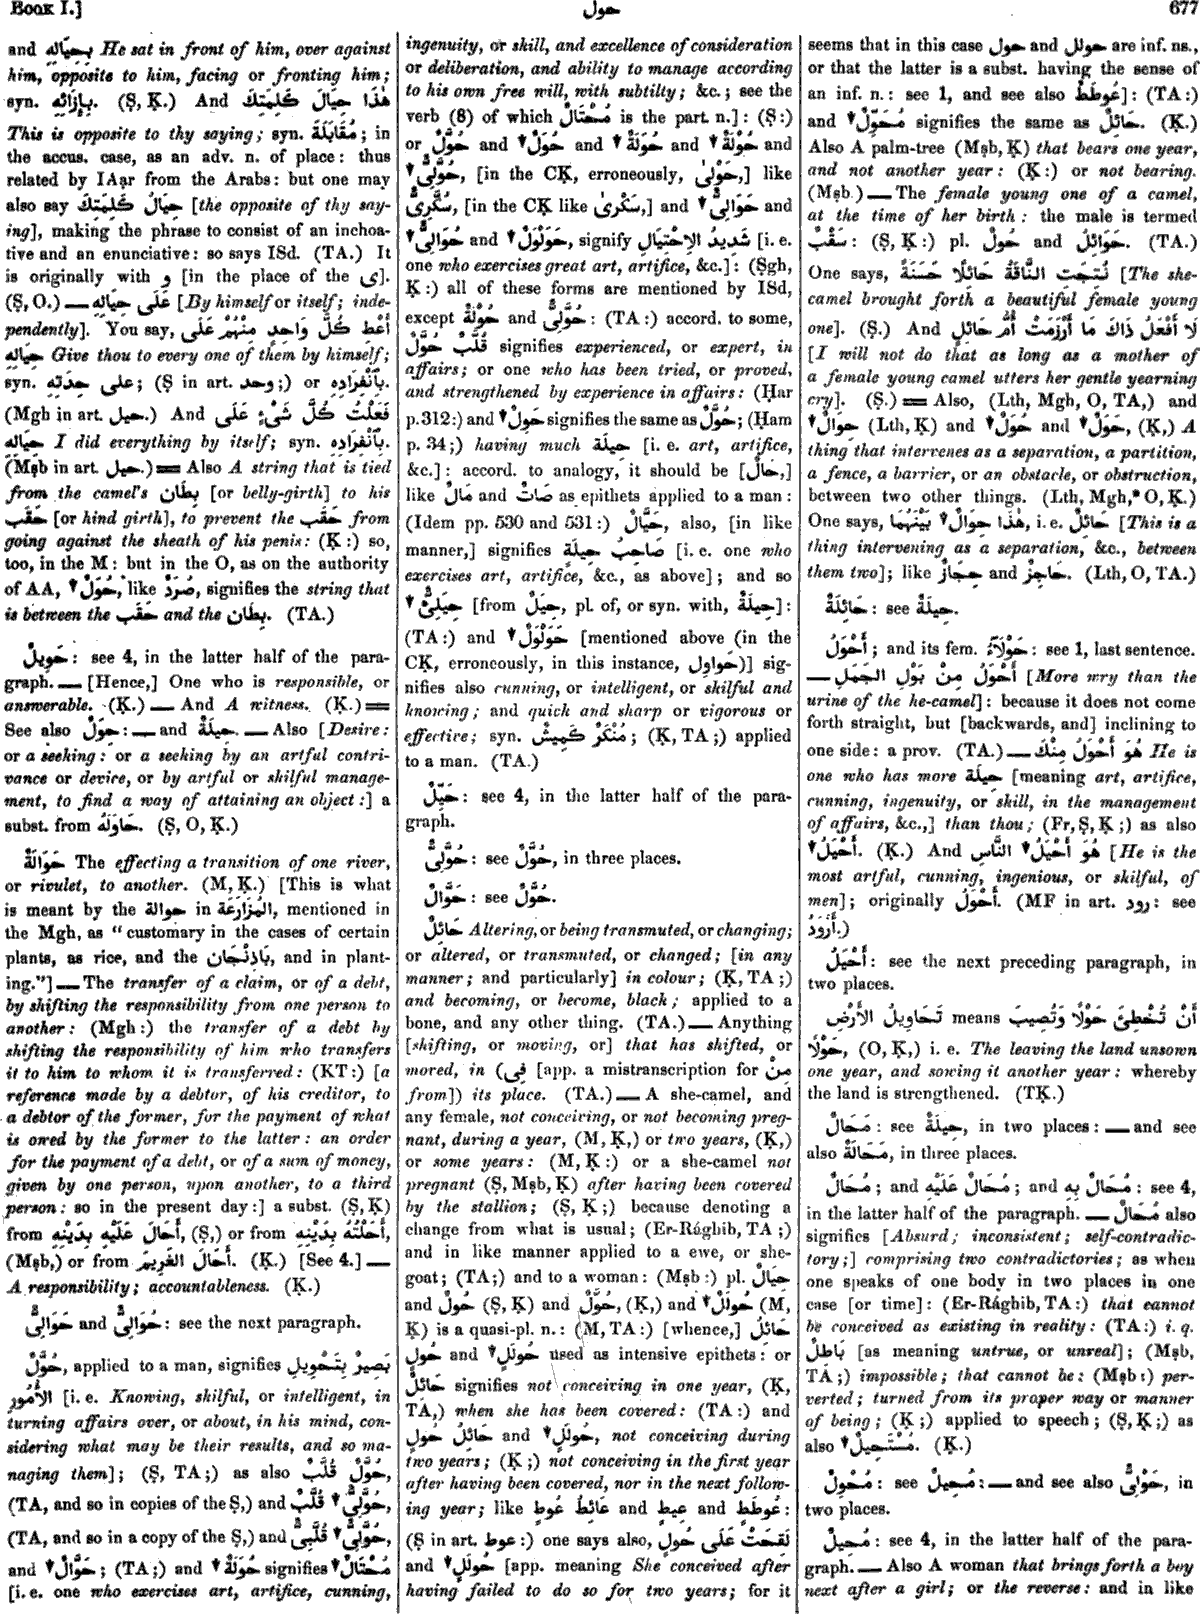 Book I.]
حول
677
and بِحِيَالِهِ He sat in front of him, over against
him, opposite to him, facing or fronting him;
syn. بِإِزَائِهِ. (Ṣ, Ḳ.) And هٰذَا حِيَالَ كَلِمَتِكَ
This is opposite to thy saying; syn. مُقَابَلَةَ; in
the accus. case, as an adv. n. of place: thus
related by IAạr from the Arabs: but one may
also say حِيَالُ كَلِمَتِكَ [the opposite of thy say-
ing], making the phrase to consist of an inchoa-
tive and an enunciative: so says ISd. (TA.) It
is originally with و [in the place of the ى].
(Ṣ, O.) — عَلَى حِيَالِهِ [By himself or itself; inde-
pendently]. You say, أَعْطِ كُلَّ وَاحِدٍ مِنْهُمْ عَلَى
حِيَالِهِ Give thou to every one of them by himself;
syn. على حِدَتِهِ; (Ṣ in art. وحد;) or بِٱنْفِرَادِهِ.
(Mgh in art. حيل.) And فَعَلْتُ كُلَّ شَىْءٍ عَلَى
حِيَالِهِ I did everything by itself; syn. بِٱنْفِرَادِهِ.
(Mṣb in art. حيل.) = Also A string that is tied
from the camel's بِطَان [or belly-girth] to his
حَقَب [or hind girth], to prevent the حَقَب from
going against the sheath of his penis: (Ḳ:) so,
too, in the M: but in the O, as on the authority
of AA, ▼حُوَلٌ, like صُرَدٌ, signifies the string that
is between the حَقَب and the بِطَان. (TA.)
حَوِيلٌ: see 4, in the latter half of the para-
graph. — [Hence,] One who is responsible, or
answerable. (Ḳ.) — And A witness. (Ḳ.) =
See also حَوْلٌ: — and حِيلَةٌ. — Also [Desire:
or a seeking: or a seeking by an artful contri-
vance or device, or by artful or skilful manage-
ment, to find a way of attaining an object:] a
subst. from حَاوَلَهُ. (Ṣ, O, Ḳ.)
حَوَالَةٌ The effecting a transition of one river,
or rivulet, to another. (M, Ḳ.) [This is what
is meant by the حوالة in المُزَارَعَة, mentioned in
the Mgh, as "customary in the cases of certain
plants, as rice, and the بَاذِنْجَان, and in plant-
ing."] — The transfer of a claim, or of a debt,
by shifting the responsibility from one person to
another: (Mgh:) the transfer of a debt by
shifting the responsibility of him who transfers
it to him to whom it is transferred: (KT:) [a
reference made by a debtor, of his creditor, to
a debtor of the former, for the payment of what
is owed by the former to the latter: an order
for the payment of a debt, or of a sum of money,
given by one person, upon another, to a third
person: so in the present day:] a subst. (Ṣ, Ḳ)
from أَحَالَ عَلَيْهِ بِدَيْنِهِ, (Ṣ,) or from أَحَلْتُهُ بِدَيْنِهِ,
(Mṣb,) or from أَحَالَ الغَرِيمَ. (Ḳ.) [See 4.] —
A responsibility; accountableness. (Ḳ.)
حَوَالِىٌّ and حُوَالِىٌّ: see the next paragraph.
حُوَّلٌ, applied to a man, signifies بَصِيرٌ بِتَحْوِيلِ
الأُمُورِ [i. e. Knowing, skilful, or intelligent, in
turning affairs over, or about, in his mind, con-
sidering what may be their results, and so ma-
naging them]; (Ṣ, TA;) as also حُوَّلٌ قُلَّبٌ,
(TA, and so in copies of the Ṣ,) and ▼حُوَّلِىٌّ قُلَّبٌ
(TA, and so in a copy of the Ṣ,) and ▼حُوَّلِىٌّ قُلَّبِىٌّ,
and ▼حَوَّالٌ; (TA;) and ▼حُوَلَةٌ signifies ▼مُحْتَالٌ
[i. e. one who exercises art, artifice, cunning,
ingenuity, or skill, and excellence of consideration
or deliberation, and ability to manage according
to his own free will, with subtilty; &c.; see the
verb (8) of which مُحْتَالٌ is the part. n.]: (Ṣ:)
or حُوَّلٌ and ▼حُوَلٌ and ▼حُوَلَةٌ and ▼حُولَةٌ and
▼حُوَّلِىٌّ, [in the CḲ, erroneously, حَوْلِىٰ,] like
سُكَّرِىٌّ, [in the CḲ like سَكْرِىٰ,] and ▼حَوَالِىٌّ and
▼حُوَالِىٌّ and ▼حَوَلْوَلٌ, signify شَدِيدُ الاِحْتِيَالِ [i. e.
one who exercises great art, artifice, &c.]: (Ṣgh,
Ḳ:) all of these forms are mentioned by ISd,
except حُولَةٌ and حُوَّلِىٌّ: (TA:) accord. to some,
حُوَّلٌ قُلَّبٌ signifies experienced, or expert, in
affairs; or one who has been tried, or proved,
and strengthened by experience in affairs: (Ḥar
p.312:) and ▼حَوِلٌ signifies the same as حُوَّلٌ; (Ḥam
p. 34;) having much حِيلَة [i. e. art, artifice,
&c.]: accord. to analogy, it should be [حَالٌ,]
like مَالٌ and صَاتٌ as epithets applied to a man:
(Idem pp. 530 and 531:) حَيَّالٌ, also, [in like
manner,] signifies صَاحِبُ حِيلَةٍ [i. e. one who
exercises art, artifice, &c., as above]; and so
▼حِيَلِىٌّ [from حِيَلٌ, pl. of, or syn. with, حِيلَةٌ]:
(TA:) and ▼حَوَلْوَلٌ [mentioned above (in the
CḲ, erroneously, in this instance, حَواوِل)] sig-
nifies also cunning, or intelligent, or skilful and
knowing; and quick and sharp or vigorous or
effective; syn. مُنْكَرٌ كَمِيشٌ; (Ḳ, TA;) applied
to a man. (TA.)
حَيِّلٌ: see 4, in the latter half of the para-
graph.
حُوَّلِىٌّ: see حُوَّلٌ, in three places.
حَوَّالٌ: see حُوَّلٌ.
حَائِلٌ Altering, or being transmuted, or changing;
or altered, or transmuted, or changed; [in any
manner; and particularly] in colour; (Ḳ, TA;)
and becoming, or become, black; applied to a
bone, and any other thing. (TA.) — Anything
[shifting, or moving, or] that has shifted, or
moved, in (فِى [app. a mistranscription for مِنْ
from]) its place. (TA.) — A she-camel, and
any female, not conceiving, or not becoming preg-
nant, during a year, (M, Ḳ,) or two years, (Ḳ,)
or some years: (M, Ḳ:) or a she-camel not
pregnant (Ṣ, Mṣb, Ḳ) after having been covered
by the stallion; (Ṣ, Ḳ;) because denoting a
change from what is usual; (Er-Rághib, TA;)
and in like manner applied to a ewe, or she-
goat; (TA;) and to a woman: (Mṣb:) pl. حِيَالٌ
and حُولٌ (Ṣ, Ḳ) and حُوَّلٌ, (Ḳ,) and ▼حُولَلٌ (M,
Ḳ) is a quasi-pl. n.: (M, TA:) [whence,] حَائِلُ
حُولٍ and ▼حُولَلٍ used as intensive epithets: or
حَائِلٌ signifies not conceiving in one year, (Ḳ,
TA,) when she has been covered: (TA:) and
حَائِلُ حُولٍ and ▼حُولَلٍ, not conceiving during
two years; (Ḳ;) not conceiving in the first year
after having been covered, nor in the next follow-
ing year; like عَائِطُ عُوطٍ and عِيطٍ and عُوطَطٍ:
(Ṣ in art. عوط:) one says also, لَقِحَتْ عَلَى حُولٍ
and ▼حُولَلٍ [app. meaning She conceived after
having failed to do so for two years; for it
seems that in this case حول and حولل are inf. ns.,
or that the latter is a subst. having the sense of
an inf. n.: see 1, and see also عُوطَطٌ]: (TA:)
and ▼مُحَوِّلٌ signifies the same as حَائِلٌ. (Ḳ.)
Also A palm-tree (Mṣb, Ḳ) that bears one year,
and not another year: (Ḳ:) or not bearing.
(Mṣb.) — The female young one of a camel,
at the time of her birth: the male is termed
سَقْبٌ: (Ṣ, Ḳ:) pl. حُولٌ and حَوَائِلُ. (TA.)
One says, نُتِجَتِ النَّاقَةُ حَائِلًا حَسَنَةً [The she-
camel brought forth a beautiful female young
one]. (Ṣ.) And لَا أَفْعَلُ ذَاكَ مَا أَرْزَمَتْ أُمُّ حَائِلٍ
[I will not do that as long as a mother of
a female young camel utters her gentle yearning
cry]. (Ṣ.) = Also, (Lth, Mgh, O, TA,) and
▼حِوَالٌ (Lth, Ḳ) and ▼حُوَلٌ and ▼حَوَلٌ, (Ḳ,) A
thing that intervenes as a separation, a partition,
a fence, a barrier, or an obstacle, or obstruction,
between two other things. (Lth, Mgh,* O, Ḳ.)
One says, هٰذَا ▼حِوَالٌ بَيْنَهُمَا, i. e. حَائِلٌ [This is a
thing intervening as a separation, &c., between
them two]; like حِجَازٌ and حَاجِزٌ. (Lth, O, TA.)
حَائِلَةٌ: see حِيلَةٌ.
أَحْوَلُ; and its fem. حَوْلَآءُ: see 1, last sentence.
— أَحْوَلُ مِنْ بَوْلِ الجَمَلِ [More wry than the
urine of the he-camel]: because it does not come
forth straight, but [backwards, and] inclining to
one side: a prov. (TA.) — هُوَ أَحْوَلُ مِنْكَ He is
one who has more حِيلَة [meaning art, artifice,
cunning, ingenuity, or skill, in the management
of affairs, &c.,] than thou; (Fr, Ṣ, Ḳ;) as also
▼أَحْيَلُ. (Ḳ.) And هُوَ ▼أَحْيَلُ النَّاسِ [He is the
most artful, cunning, ingenious, or skilful, of
men]; originally أَحْوَلُ. (MF in art. رود: see
أَرْوَدُ.)
أَحْيَلُ: see the next preceding paragraph, in
two places.
تَحَاوِيلُ الأَرْضِ means أَنْ تُخْطِئَ حَوْلًا وَتُصِيبَ
حَوْلًا, (O, Ḳ,) i. e. The leaving the land unsown
one year, and sowing it another year: whereby
the land is strengthened. (TḲ.)
مَحَالٌ: see حِيلَةٌ, in two places: — and see
also مَحَالَةٌ, in three places.
مُحَالٌ; and مُحَالٌ عَلَيْهِ; and مُحَالٌ بِهِ: see 4,
in the latter half of the paragraph. — مُحَالٌ also
signifies [Absurd; inconsistent; self-contradic-
tory;] comprising two contradictories; as when
one speaks of one body in two places in one
case [or time]: (Er-Rághib, TA:) that cannot
be conceived as existing in reality: (TA:) i. q.
بَاطِلٌ [as meaning untrue, or unreal]; (Mṣb,
TA;) impossible; that cannot be: (Mṣb:) per-
verted; turned from its proper way or manner
of being; (Ḳ;) applied to speech; (Ṣ, Ḳ;) as
also ▼مُسْتَحِيلٌ. (Ḳ.)
مُحْوِلٌ: see مُحِيلٌ: — and see also حَوْلِىٌّ, in
two places.
مُحِيلٌ: see 4, in the latter half of the para-
graph. — Also A woman that brings forth a boy
next after a girl; or the reverse: and in like